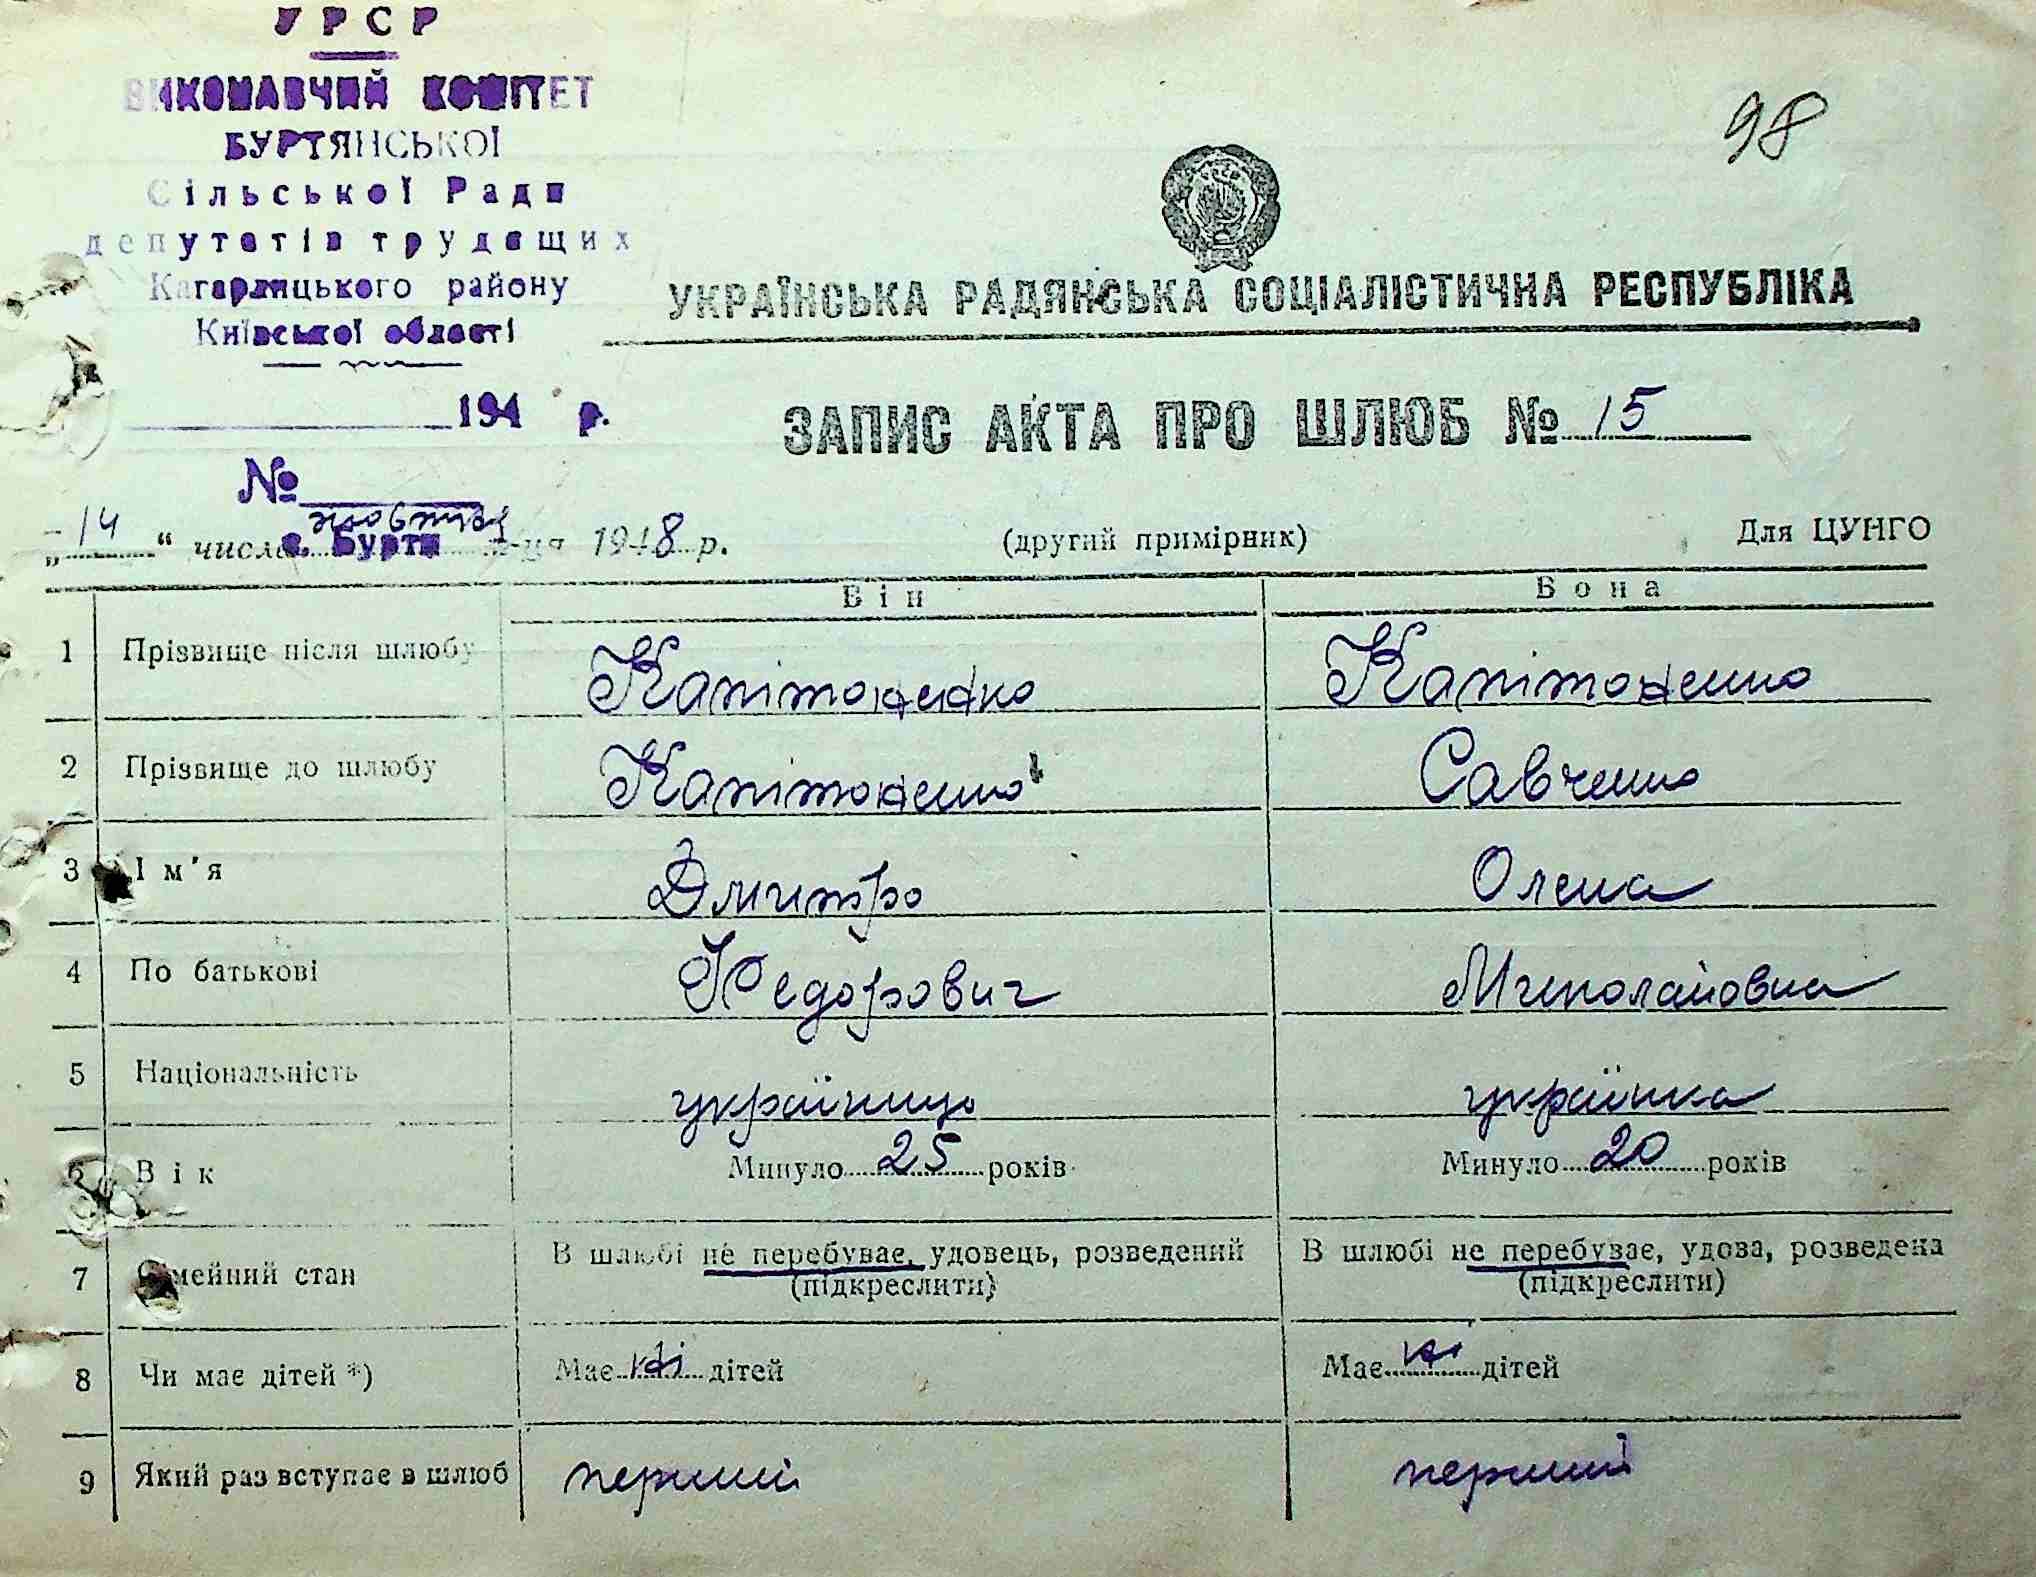 УРСР
ВИКОНАВЧИЙ КОМІТЕТ
БУРТЯНСЬКОЇ
Сільської Ради
депутатів трудящих
Кагарлицького району
Київської області
194 р.
№
с. Бурти
98
УКРАЇНСЬКА РАДЯНСЬКА СОЦІАЛІСТИЧНА РЕСПУБЛІКА
ЗАПИС АКТА ПРО ШЛЮБ № 15
„14“ числа жовтня м-ця 1948 р. (другий примірник) Для ЦУНГО
Він Вона
1 Прізвище після шлюбу Капітоненко Капітоненко
2 Прізвище до шлюбу Капітоненко Савченко
3 Ім'я Дмитро Олена
4 По батькові Федорович Миколаївна
5 Національність українець українка
6 Вік Минуло 25 років Минуло 20 років
7 Сімейний стан В шлюбі не перебуває, удовець, розведений В шлюбі не перебуває, удова, розведена
(підкреслити) (підкреслити)
8 Чи має дітей *) Має дітей Має дітей
9 Який раз вступає в шлюб перший перший